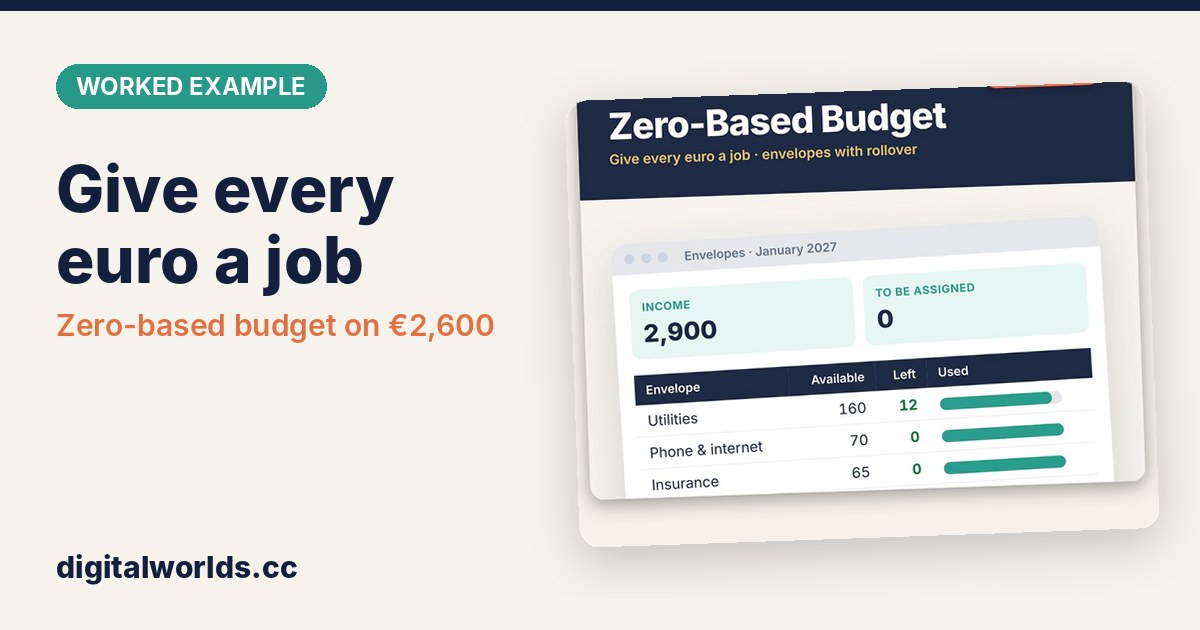 WORKED EXAMPLE
Give every
euro a job
Zero-based budget on €2,600
digitalworlds.cc
Zero-Based Budget
Give every euro a job · envelopes with rollover
Envelopes · January 2027
INCOME
2,900
TO BE ASSIGNED
0
Envelope Available Left Used
Utilities 160 12
Phone & internet 70 0
Insurance 65 0